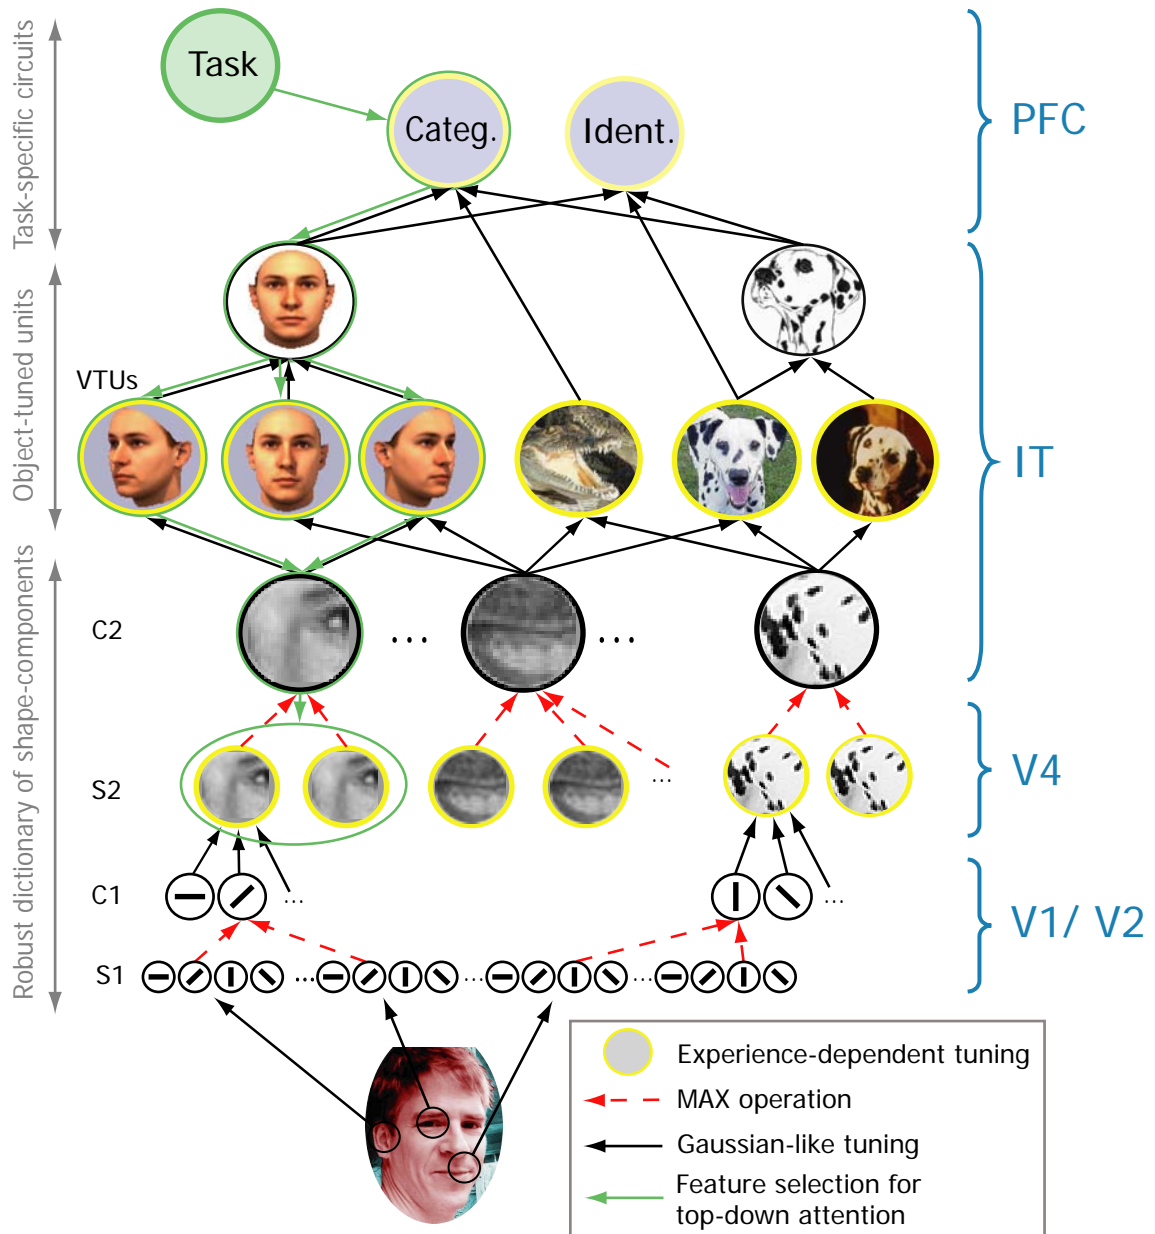 Task-specific circuits
Task
Categ.
Ident.
PFC
Object-tuned units
VTUs
IT
Robust dictionary of shape-components
C2
... ...
S2
...
V4
C1
... ...
V1/ V2
S1
... ... ...
Experience-dependent tuning
MAX operation
Gaussian-like tuning
Feature selection for
top-down attention